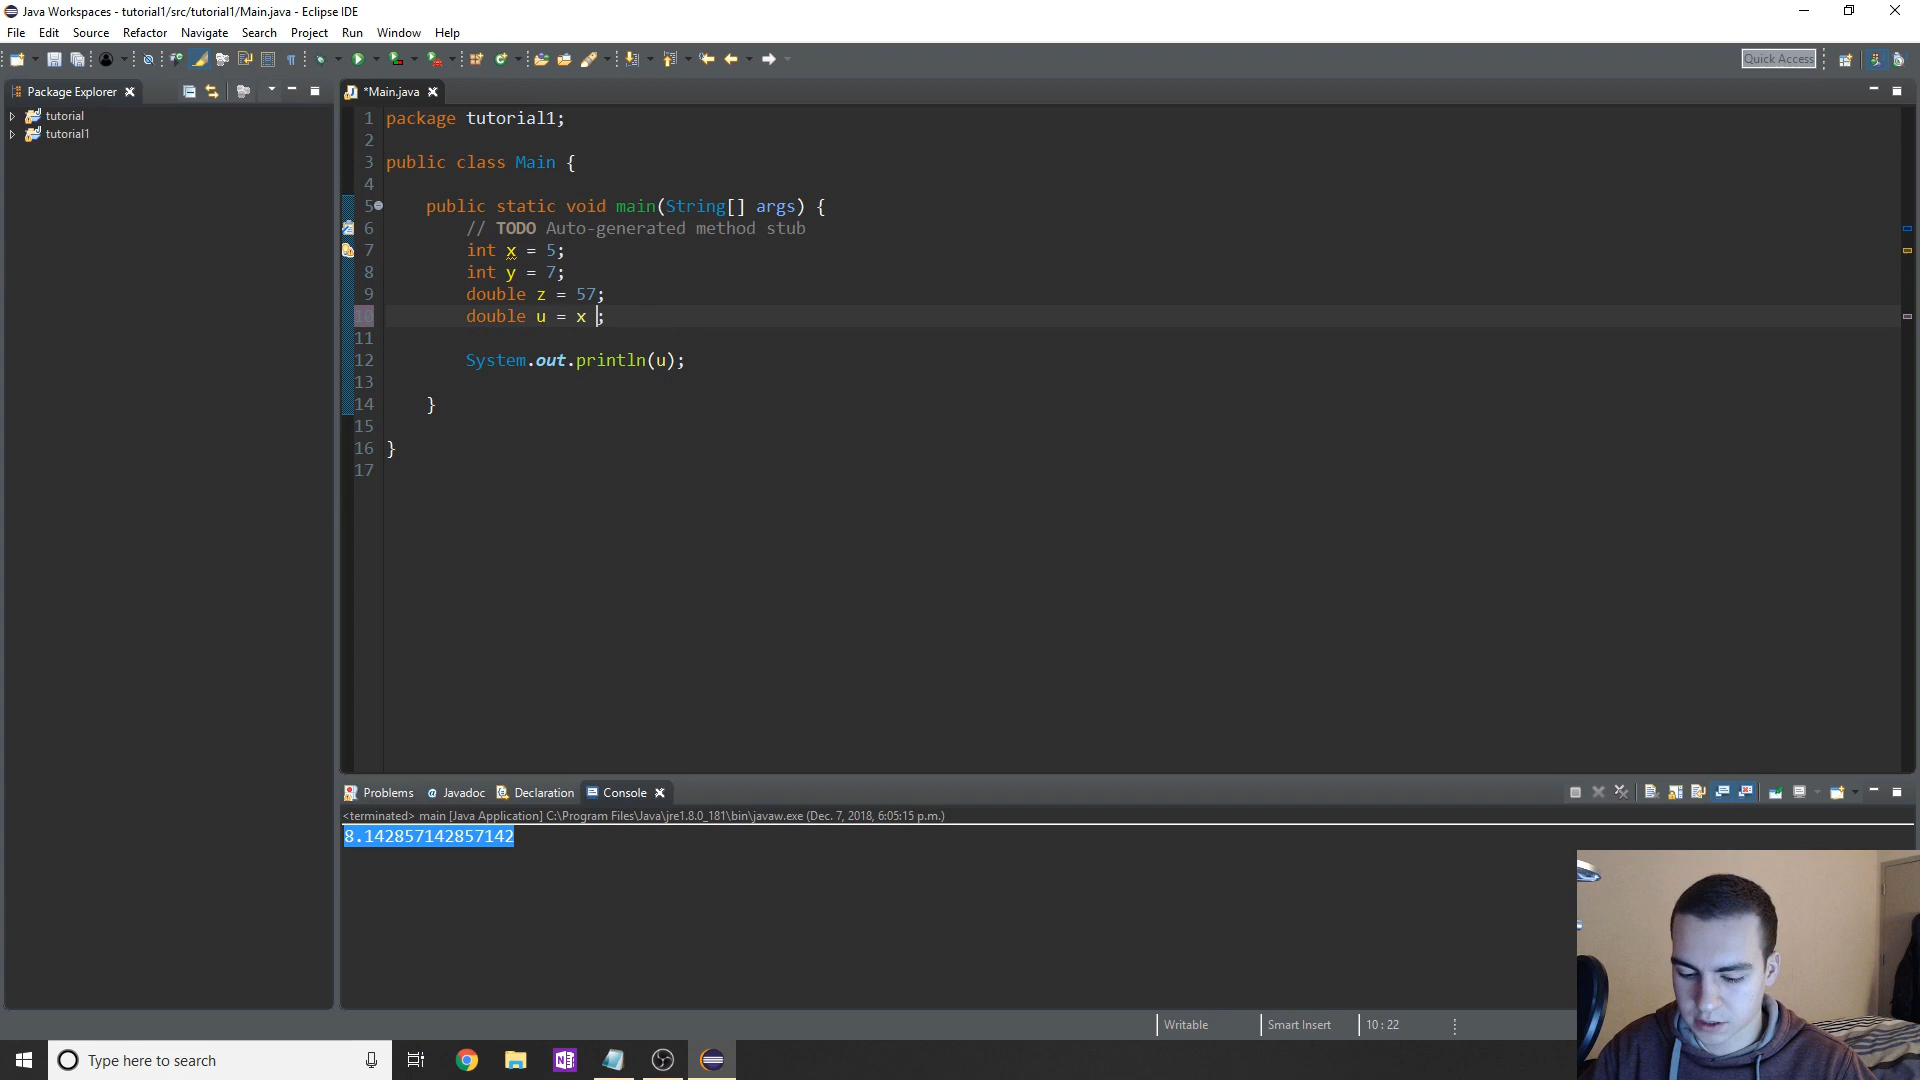 Java Workspaces - tutorial1/src/tutorial1/Main.java - Eclipse IDE
File Edit Source Refactor Navigate Search Project Run Window Help
Quick Access
Package Explorer
*Main.java
tutorial
tutorial1
1 package tutorial1;
2
3 public class Main {
4
5 public static void main(String[] args) {
6 // TODO Auto-generated method stub
7 int x = 5;
8 int y = 7;
9 double z = 57;
10 double u = x ;
11
12 System.out.println(u);
13
14 }
15
16 }
17
Problems Javadoc Declaration Console
<terminated> main [Java Application] C:\Program Files\Java\jre1.8.0_181\bin\javaw.exe (Dec. 7, 2018, 6:05:15 p.m.)
8.142857142857142
Writable Smart Insert 10 : 22
Type here to search